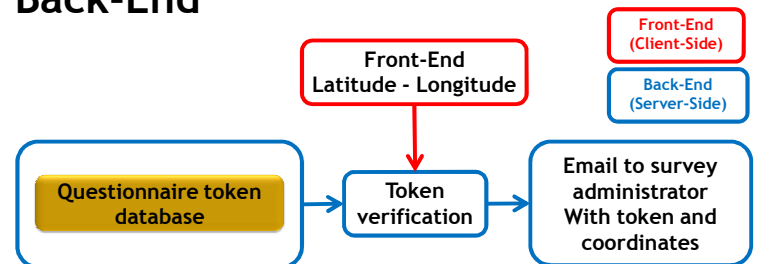 Back-End
Front-End
(Client-Side)
Front-End
Latitude - Longitude
Back-End
(Server-Side)
Questionnaire token
database
Token
verification
Email to survey
administrator
With token and
coordinates